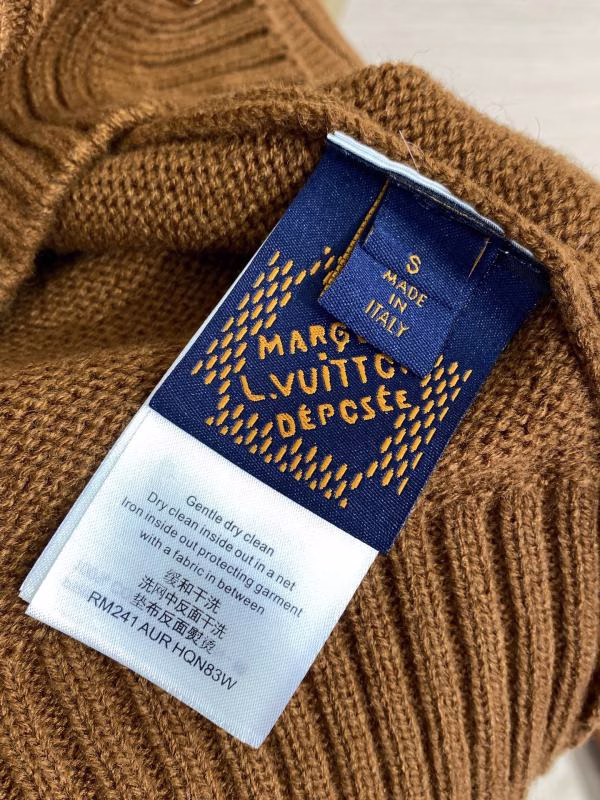 S
MADE
IN
ITALY
L.VUITTO
DÉPOSÉE
Gentle dry clean
Dry clean inside out in a net
Iron inside out protecting garment
with a fabric in between
缓和干洗
洗网中反面干洗
垫布反面熨烫
RM241 AUR HQN83W